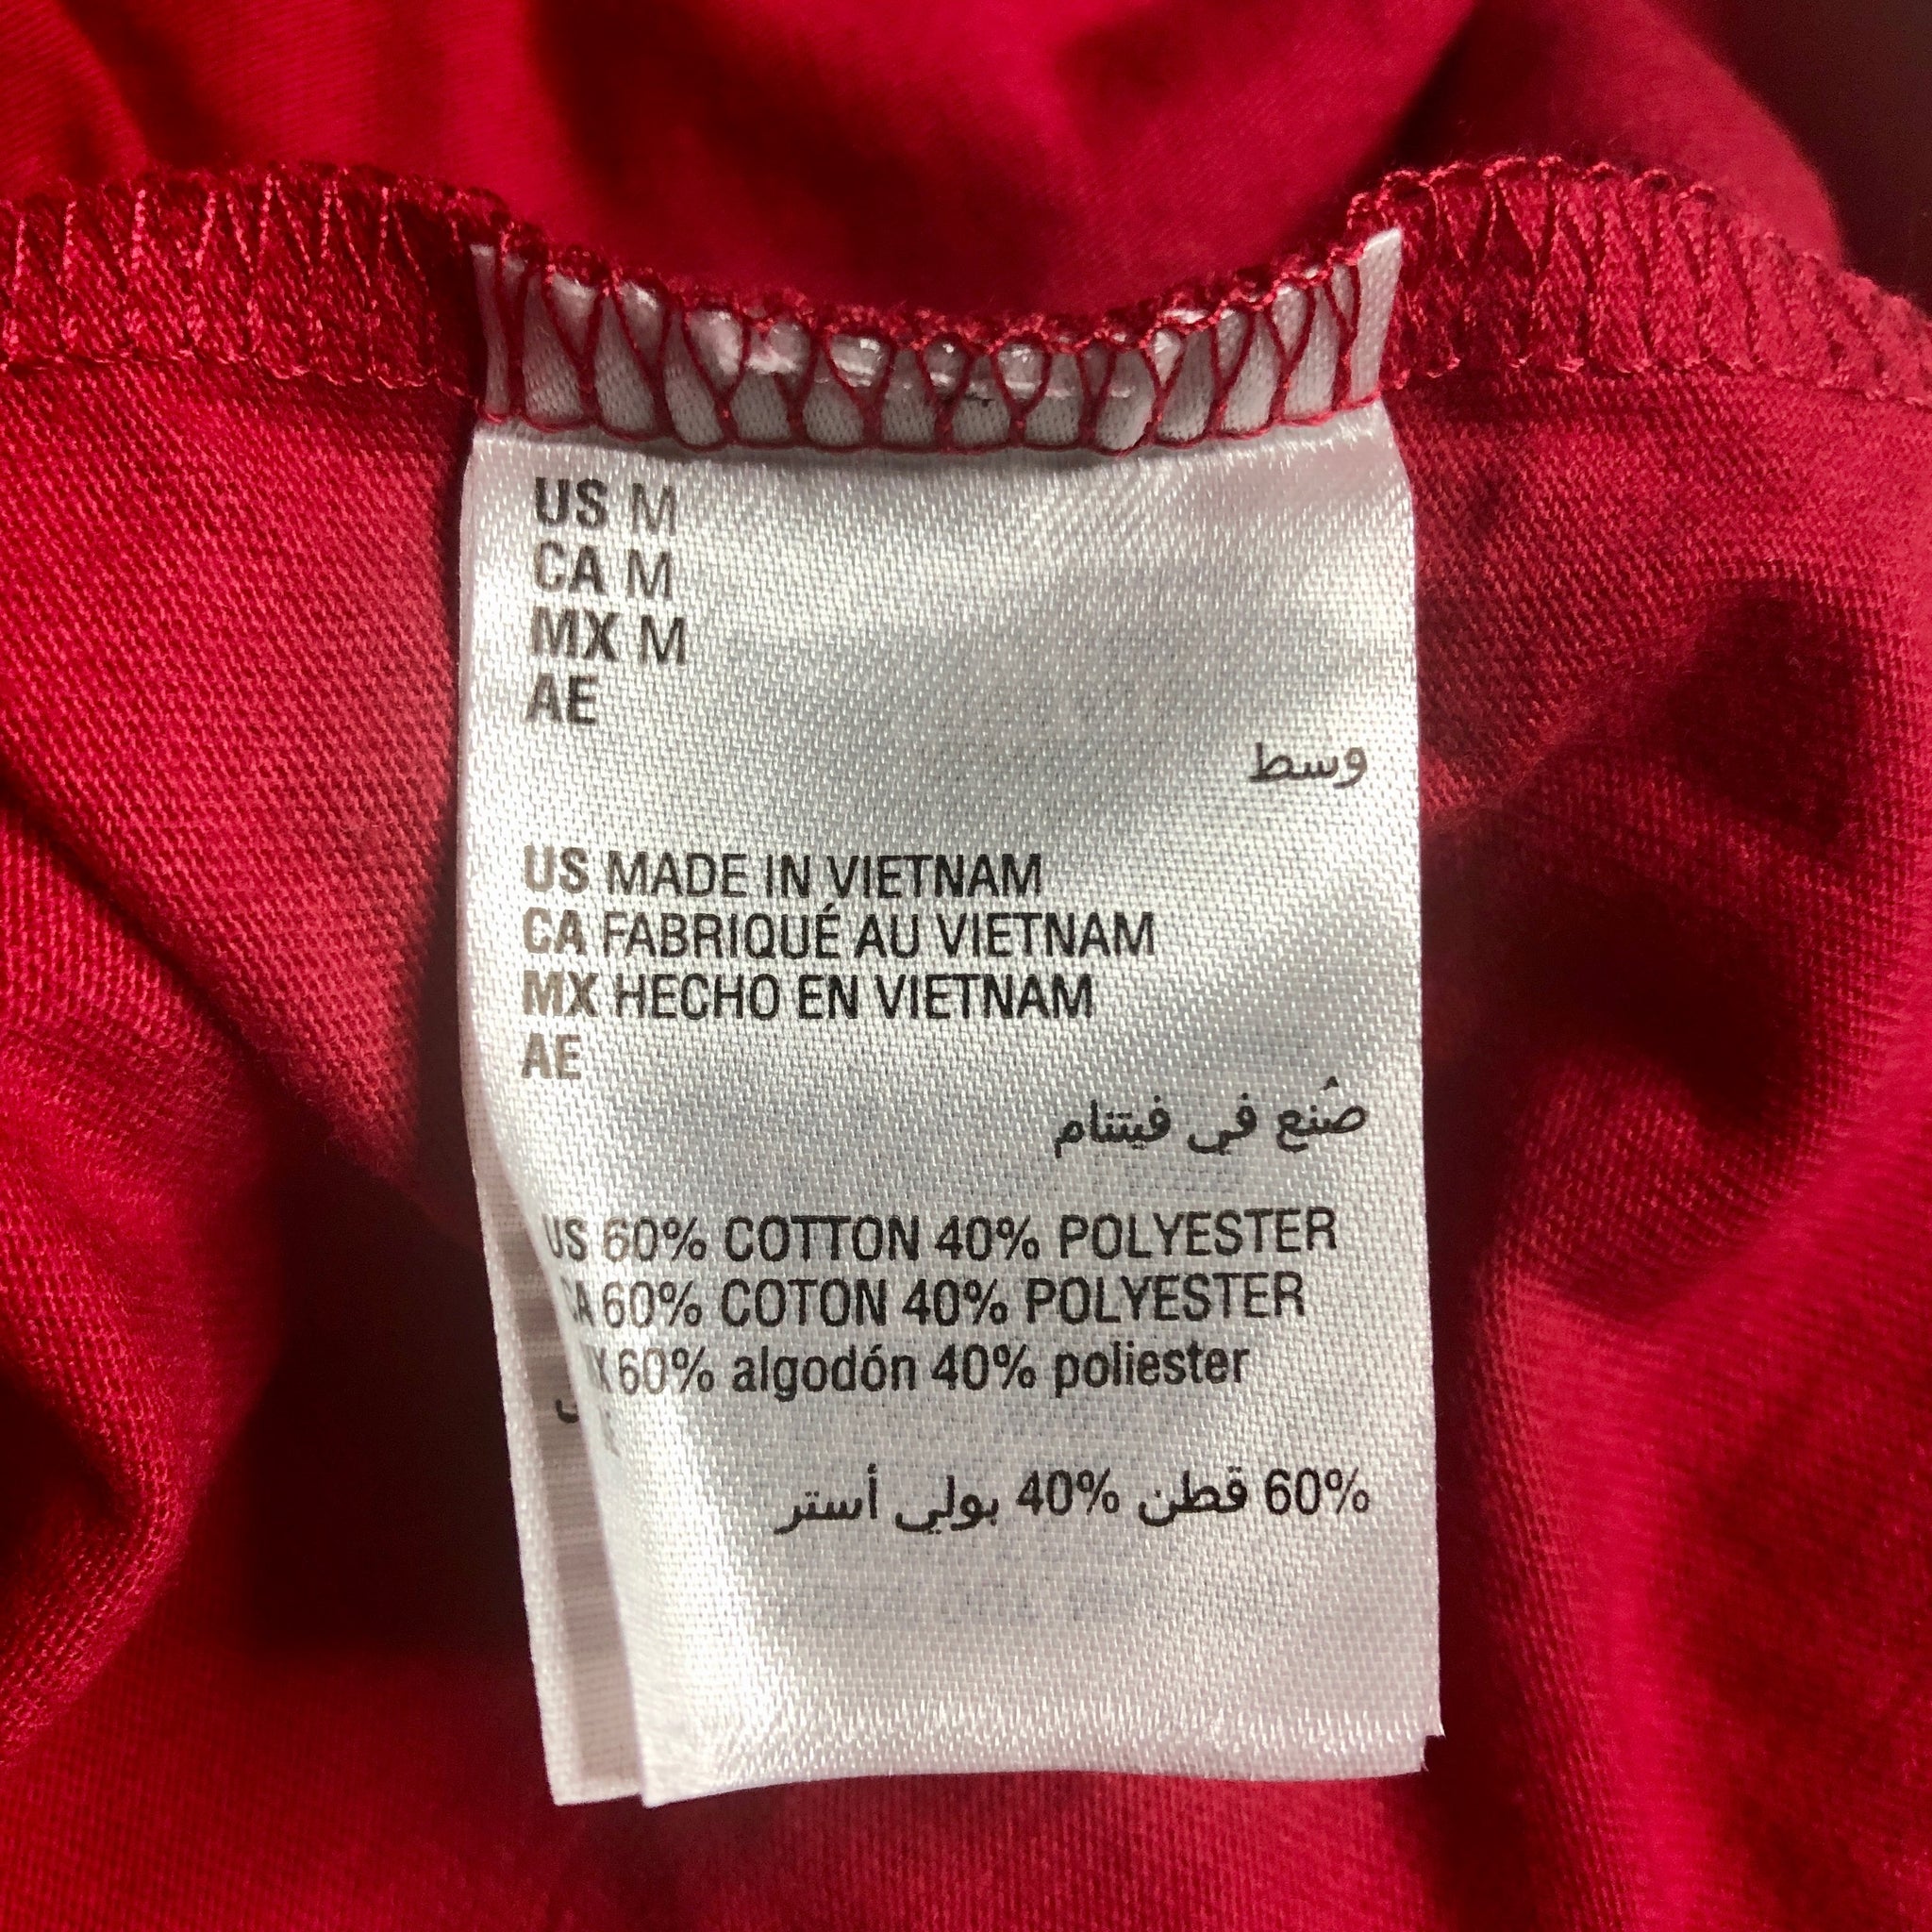 US M
CA M
MX M
AE
وسط
US MADE IN VIETNAM
CA FABRIQUÉ AU VIETNAM
MX HECHO EN VIETNAM
AE
صُنع في فيتنام
US 60% COTTON 40% POLYESTER
CA 60% COTON 40% POLYESTER
60% algodón 40% poliester
60% قطن 40% بولي أستر